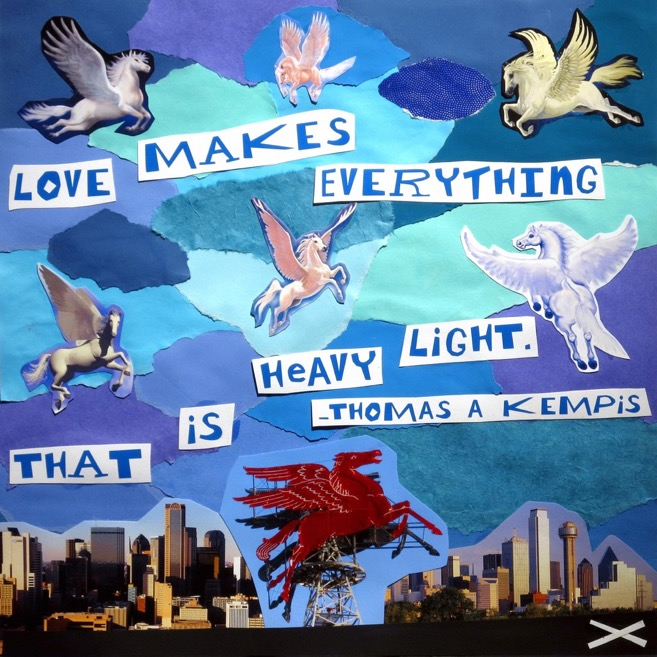 LOVE MAKES EVERYTHING
THAT iS HeAVY LiGHT.
-THOMAS A KEMPiS